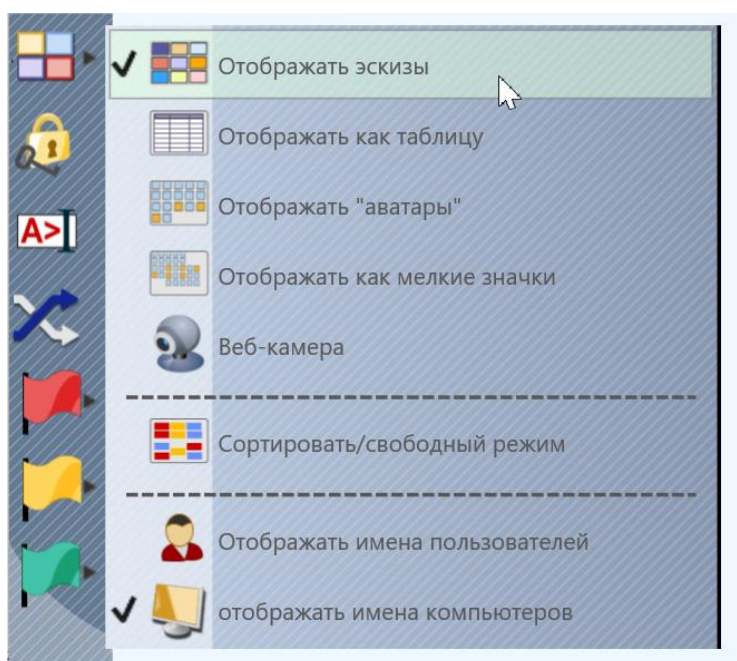 Отображать эскизы
Отображать как таблицу
Отображать "аватары"
A>
Отображать как мелкие значки
Веб-камера
Сортировать/свободный режим
Отображать имена пользователей
отображать имена компьютеров